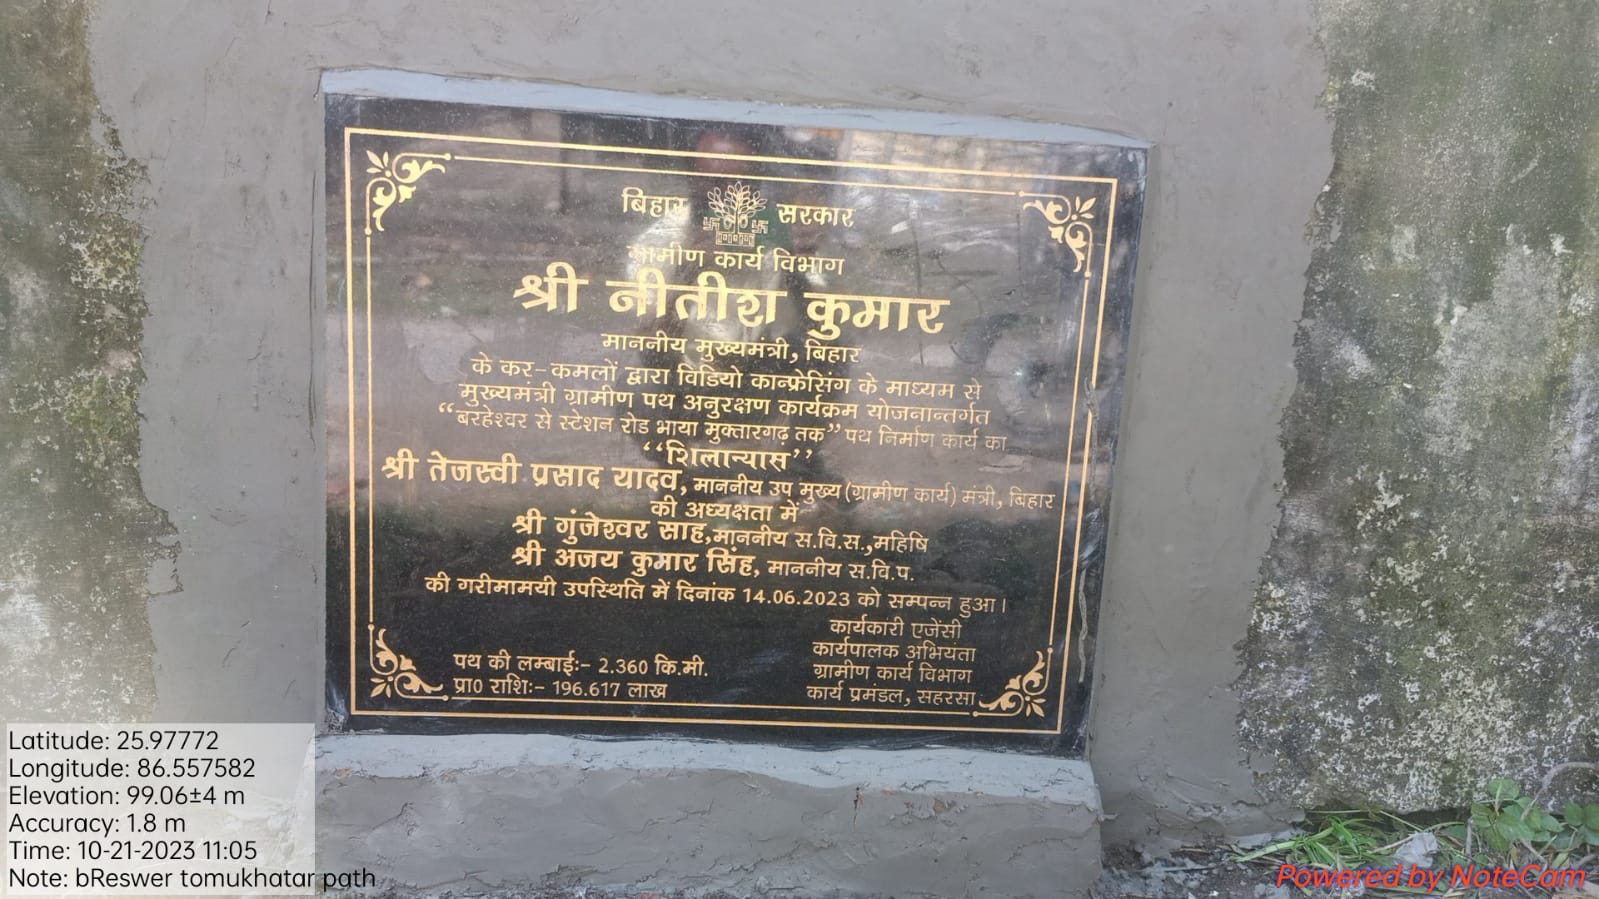 बिहार सरकार
ग्रामीण कार्य विभाग
श्री नीतीश कुमार
माननीय मुख्यमंत्री, बिहार
के कर-कमलों द्वारा विडियो कान्फ्रेसिंग के माध्यम से
मुख्यमंत्री ग्रामीण पथ अनुरक्षण कार्यक्रम योजनान्तर्गत
“बरहेश्वर से स्टेशन रोड भाया मुक्तारगढ़ तक” पथ निर्माण कार्य का
‘‘शिलान्यास’’
श्री तेजस्वी प्रसाद यादव, माननीय उप मुख्य (ग्रामीण कार्य) मंत्री, बिहार
की अध्यक्षता में
श्री गुंजेश्वर साह, माननीय स.वि.स., महिषि
श्री अजय कुमार सिंह, माननीय स.वि.प.
की गरीमामयी उपस्थिति में दिनांक 14.06.2023 को सम्पन्न हुआ।
कार्यकारी एजेंसी
कार्यपालक अभियंता
ग्रामीण कार्य विभाग
कार्य प्रमंडल, सहरसा
पथ की लम्बाई:- 2.360 कि.मी.
प्रा0 राशि:- 196.617 लाख
Latitude: 25.97772
Longitude: 86.557582
Elevation: 99.06±4 m
Accuracy: 1.8 m
Time: 10-21-2023 11:05
Note: bReswer tomukhatar path
Powered by NoteCam